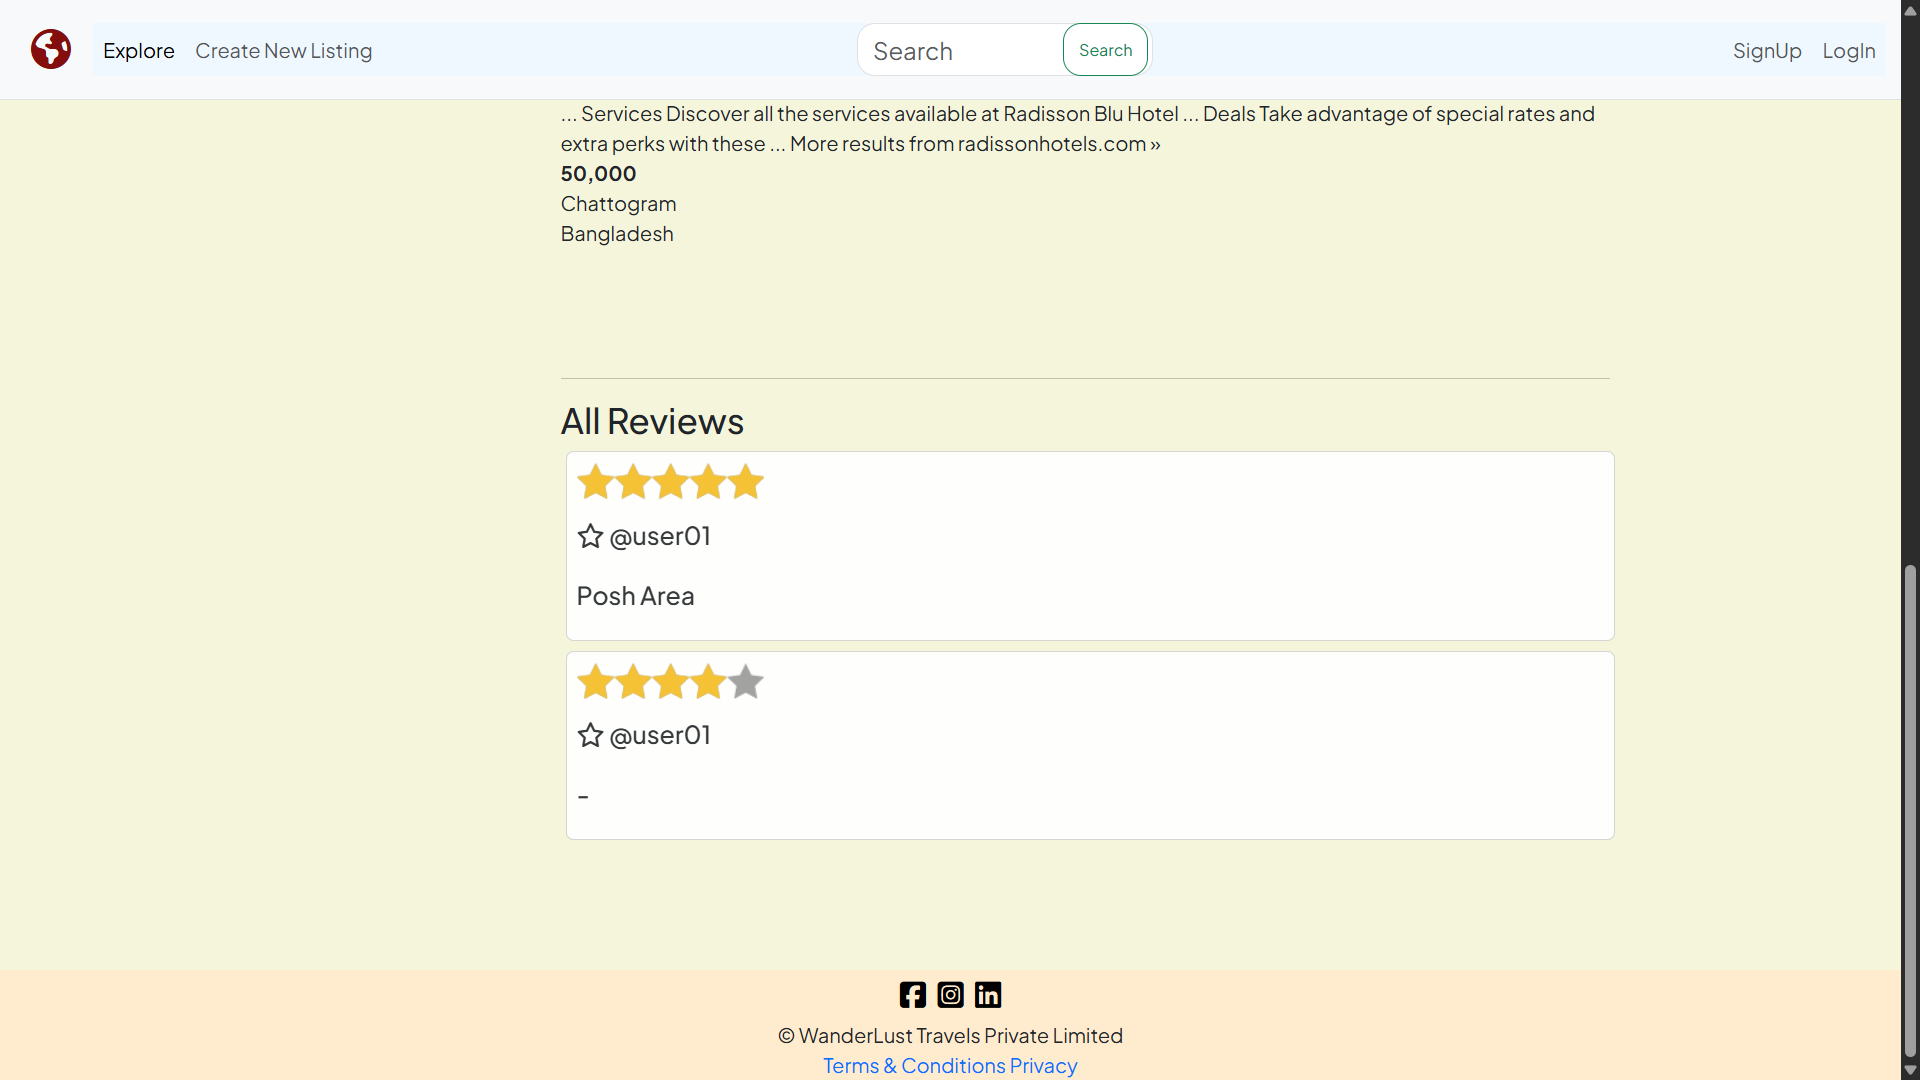 Explore Create New Listing Search Search SignUp LogIn
... Services Discover all the services available at Radisson Blu Hotel ... Deals Take advantage of special rates and
extra perks with these ... More results from radissonhotels.com »
50,000
Chattogram
Bangladesh
All Reviews
@user01
Posh Area
@user01
-
© WanderLust Travels Private Limited
Terms & Conditions Privacy